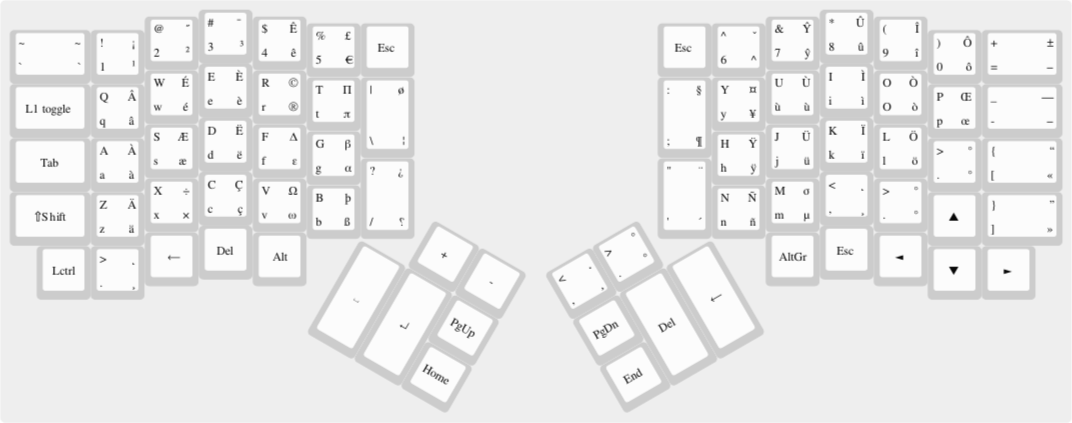 ~ ~
` `
! ¡
1 ¹
@ ˝
2 ²
# ¯
3 ³
$ Ê
4 ê
% £
5 €
Esc
L1 toggle
Q Â
q â
W É
w é
E È
e è
R ©
r ®
T Π
t π
| ø
\ ¦
Tab
A À
a à
S Æ
s æ
D Ë
d ë
F Δ
f ε
G β
g α
? ¿
/ ⸮
⇧Shift
Z Ä
z ä
X ÷
x ×
C Ç
c ç
V Ω
v ω
B þ
b ß
Lctrl
>
.
←
Del
Alt
+
-
⎵
↵
PgUp
Home
Esc
^ ˇ
6 ^
& Ŷ
7 ŷ
* Û
8 û
( Î
9 î
) Ô
0 ô
+ ±
= –
: §
; ¶
Y ¤
y ¥
U Ù
u ù
I Ì
i ì
O Ò
o ò
P Œ
p œ
_ —
- –
" ¨
' ´
H Ÿ
h ÿ
J Ü
j ü
K Ï
k ï
L Ö
l ö
> °
. °
{ “
[ «
N Ñ
n ñ
M σ
m µ
<
,
> °
. °
▲
} ”
] »
AltGr
Esc
◄
▼
►
<
,
> °
. °
PgDn
Del
←
End